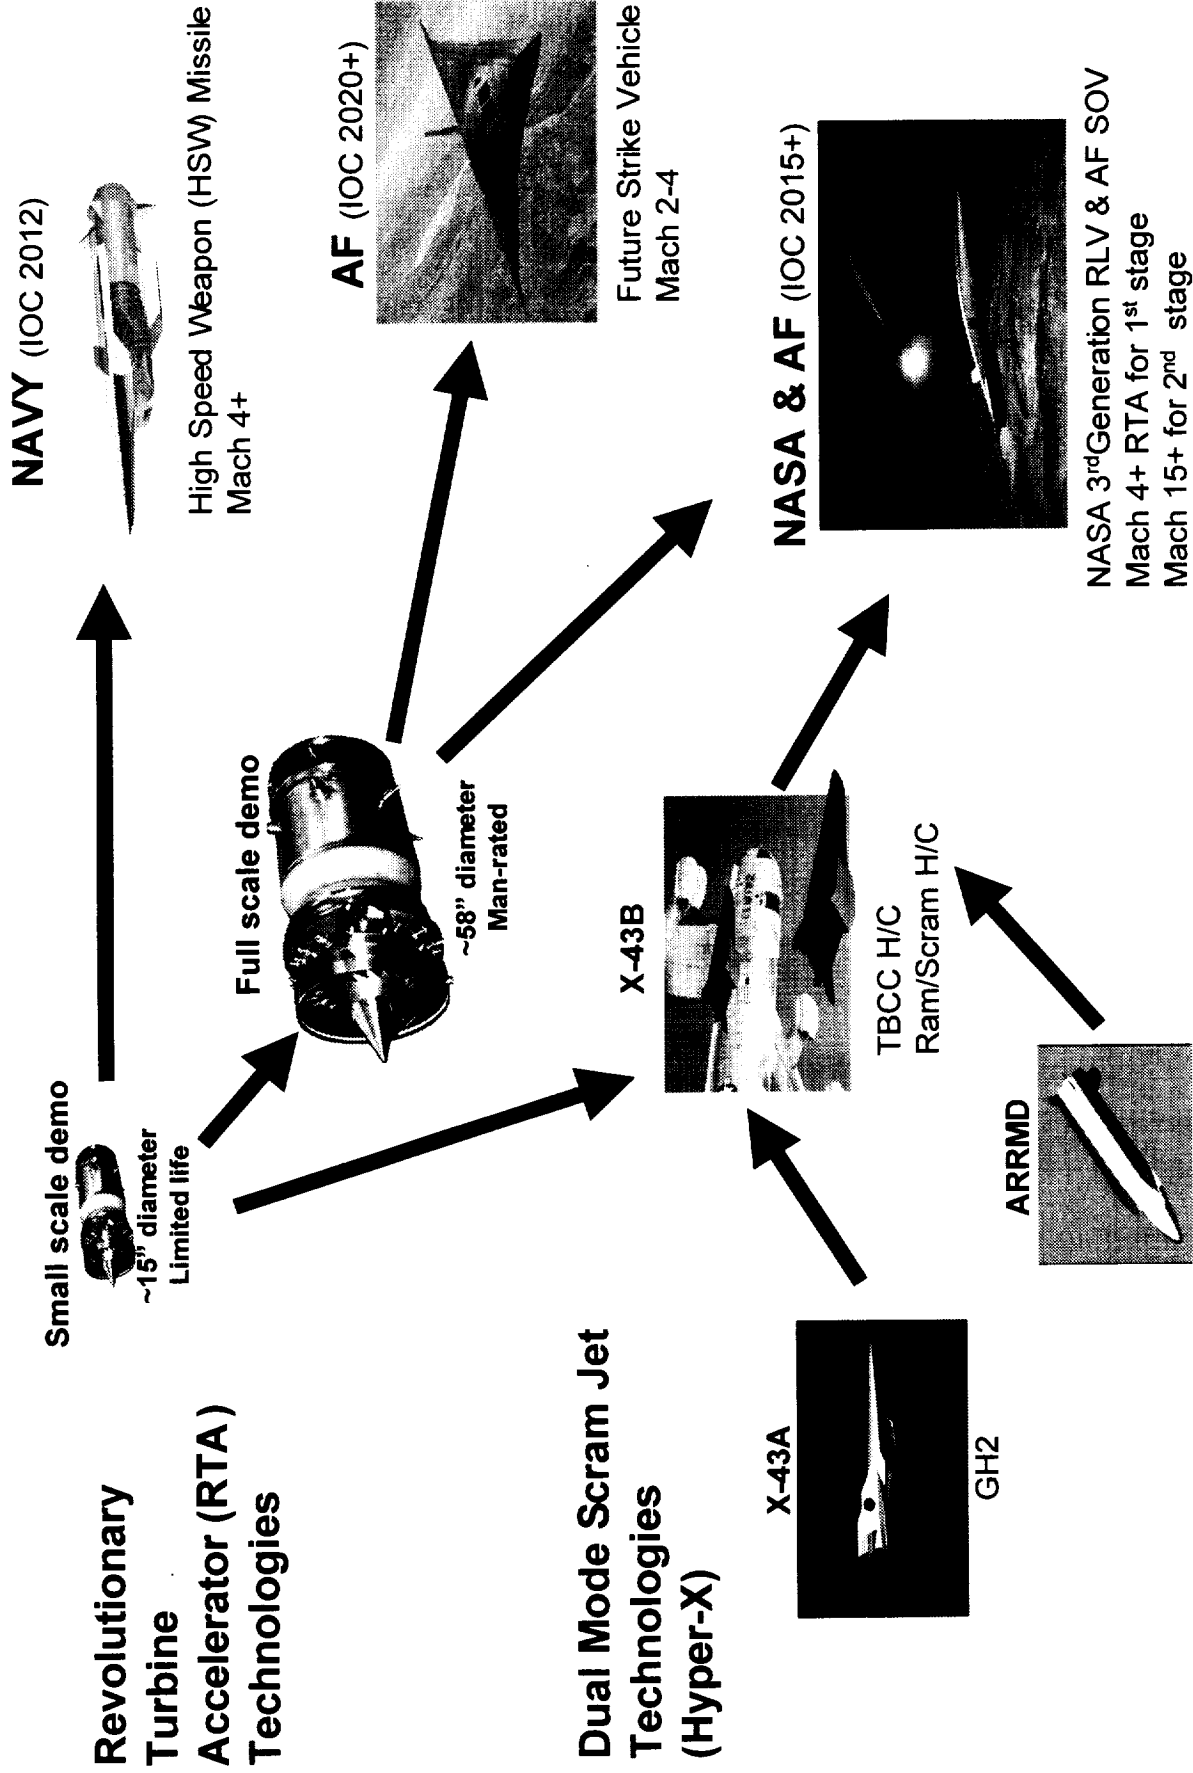 Revolutionary
Turbine
Accelerator (RTA)
Technologies
Small scale demo
~15" diameter
Limited life
NAVY (IOC 2012)
High Speed Weapon (HSW) Missile
Mach 4+
Full scale demo
~58" diameter
Man-rated
AF (IOC 2020+)
Future Strike Vehicle
Mach 2-4
Dual Mode Scram Jet
Technologies
(Hyper-X)
X-43A
GH2
ARRMD
X-43B
TBCC H/C
Ram/Scram H/C
NASA & AF (IOC 2015+)
NASA 3rdGeneration RLV & AF SOV
Mach 4+ RTA for 1st stage
Mach 15+ for 2nd stage